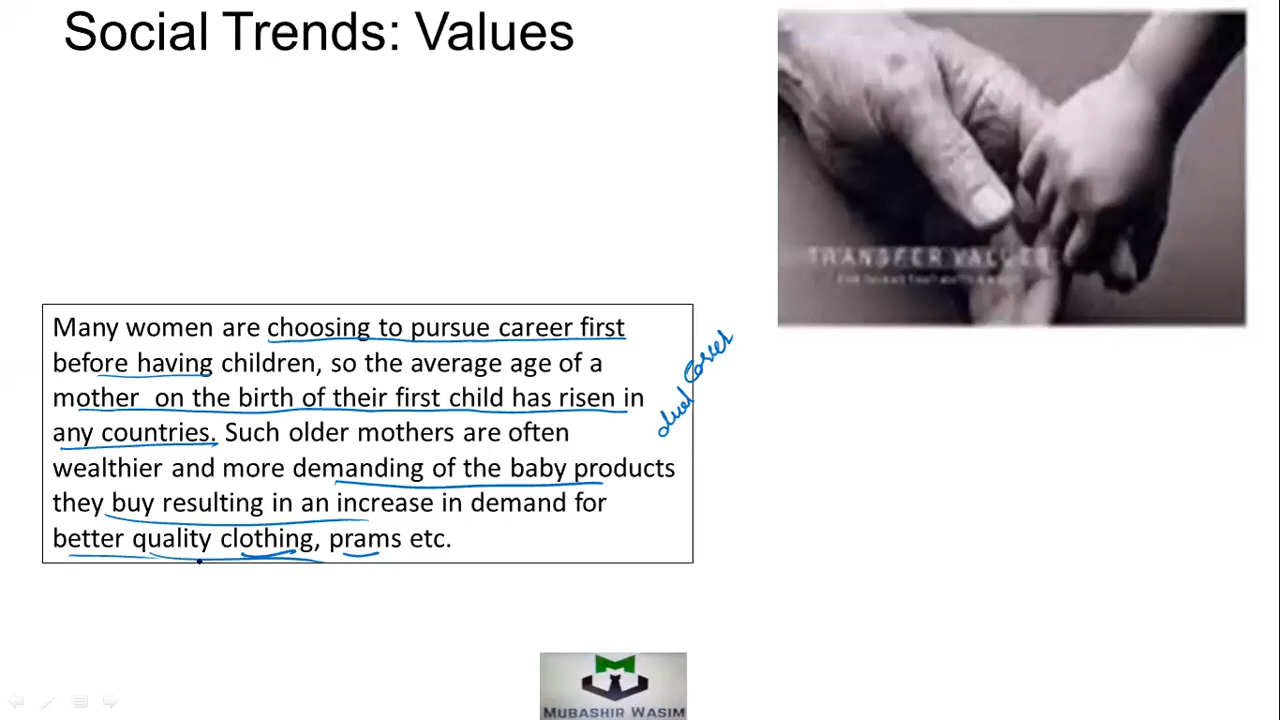 Social Trends: Values
TRANSFER VALUES
Many women are choosing to pursue career first
before having children, so the average age of a
mother on the birth of their first child has risen in
any countries. Such older mothers are often
wealthier and more demanding of the baby products
they buy resulting in an increase in demand for
better quality clothing, prams etc.
dual Career
MUBASHIR WASIM